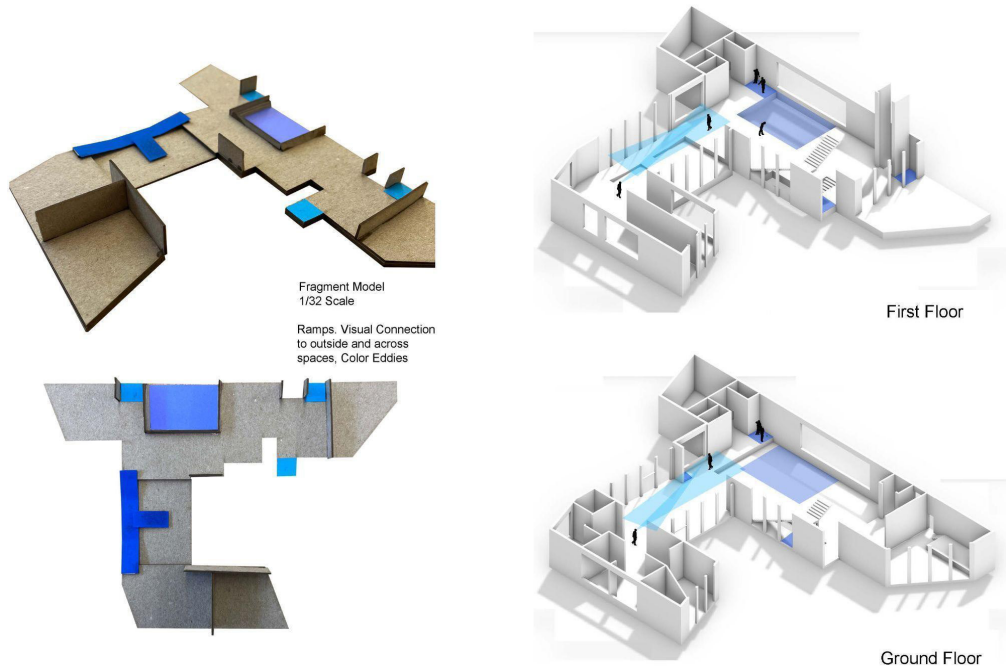 Fragment Model
1/32 Scale
Ramps. Visual Connection
to outside and across
spaces, Color Eddies
First Floor
Ground Floor